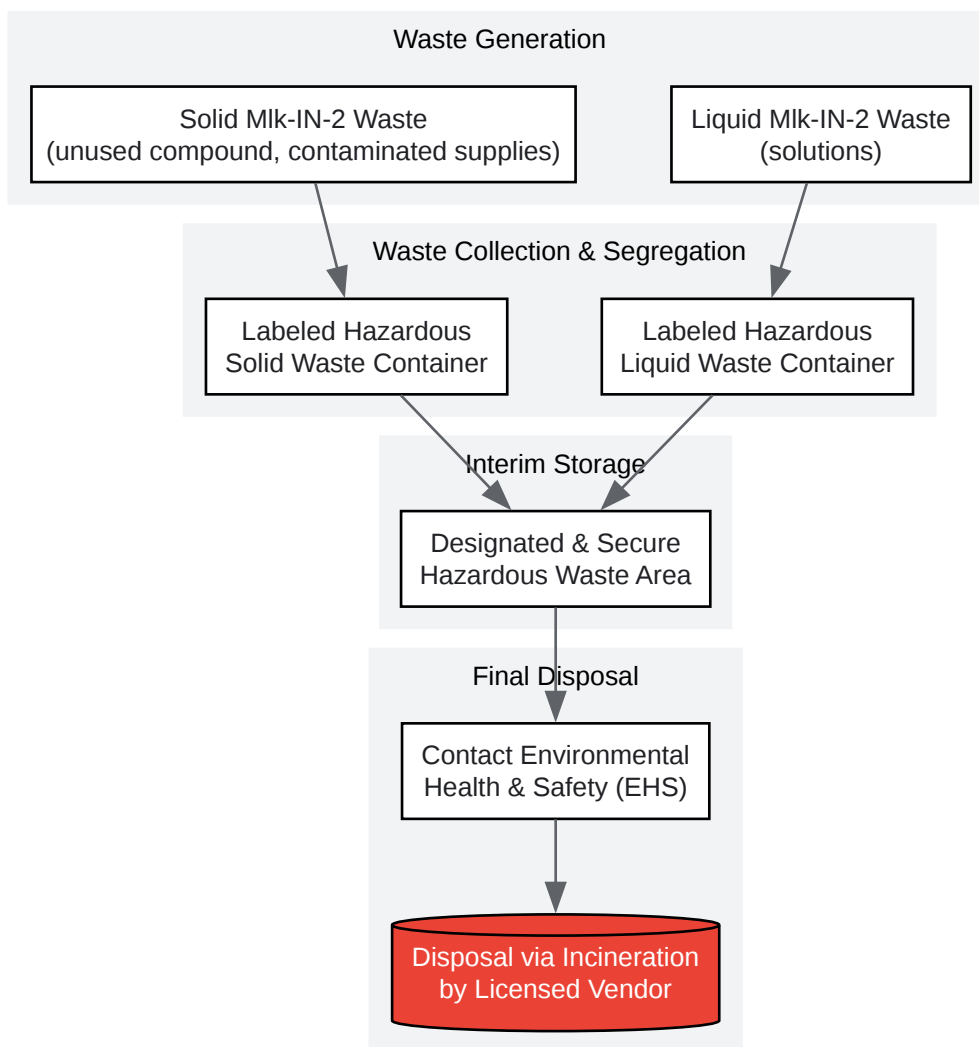 Waste Generation
Solid Mlk-IN-2 Waste
(unused compound, contaminated supplies)
Liquid Mlk-IN-2 Waste
(solutions)
Waste Collection & Segregation
Labeled Hazardous
Solid Waste Container
Labeled Hazardous
Liquid Waste Container
Interim Storage
Designated & Secure
Hazardous Waste Area
Final Disposal
Contact Environmental
Health & Safety (EHS)
Disposal via Incineration
by Licensed Vendor